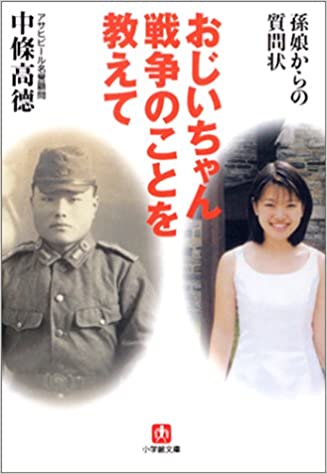 孫娘からの
質問状
おじいちゃん
戦争のことを
教えて
アサヒビール名誉顧問
中條高德
小学館文庫